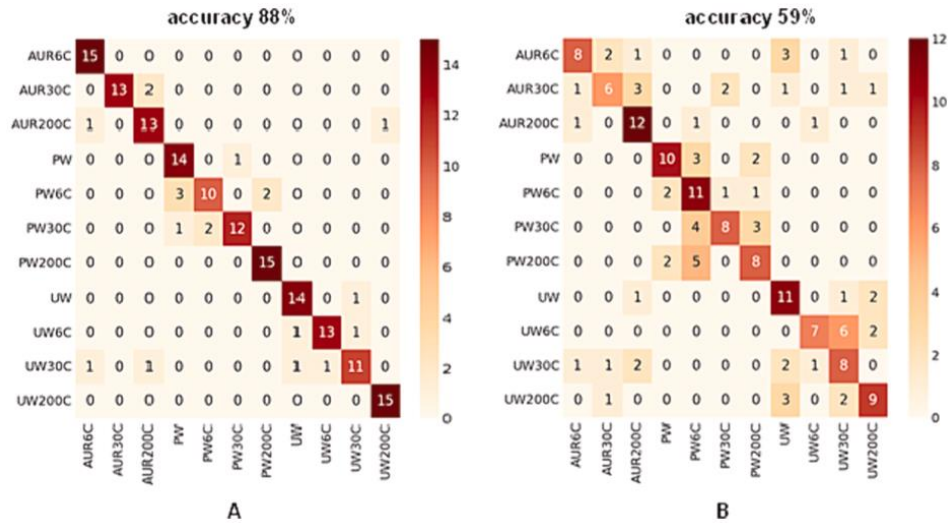 accuracy 88%
AUR6C 15 0 0 0 0 0 0 0 0 0 0
AUR30C 0 13 2 0 0 0 0 0 0 0 0
AUR200C 1 0 13 0 0 0 0 0 0 0 1
PW 0 0 0 14 0 1 0 0 0 0 0
PW6C 0 0 0 3 10 0 2 0 0 0 0
PW30C 0 0 0 1 2 12 0 0 0 0 0
PW200C 0 0 0 0 0 0 15 0 0 0 0
UW 0 0 0 0 0 0 0 14 0 1 0
UW6C 0 0 0 0 0 0 0 1 13 1 0
UW30C 1 0 1 0 0 0 0 1 1 11 0
UW200C 0 0 0 0 0 0 0 0 0 0 15
AUR6C AUR30C AUR200C PW PW6C PW30C PW200C UW UW6C UW30C UW200C
14
12
10
8
6
4
2
0
A
accuracy 59%
AUR6C 8 2 1 0 0 0 0 3 0 1 0
AUR30C 1 6 3 0 0 2 0 1 0 1 1
AUR200C 1 0 12 0 1 0 0 0 1 0 0
PW 0 0 0 10 3 0 2 0 0 0 0
PW6C 0 0 0 2 11 1 1 0 0 0 0
PW30C 0 0 0 0 4 8 3 0 0 0 0
PW200C 0 0 0 2 5 0 8 0 0 0 0
UW 0 0 1 0 0 0 0 11 0 1 2
UW6C 0 0 0 0 0 0 0 0 7 6 2
UW30C 1 1 2 0 0 0 0 2 1 8 0
UW200C 0 1 0 0 0 0 0 3 0 2 9
AUR6C AUR30C AUR200C PW PW6C PW30C PW200C UW UW6C UW30C UW200C
12
10
8
6
4
2
0
B